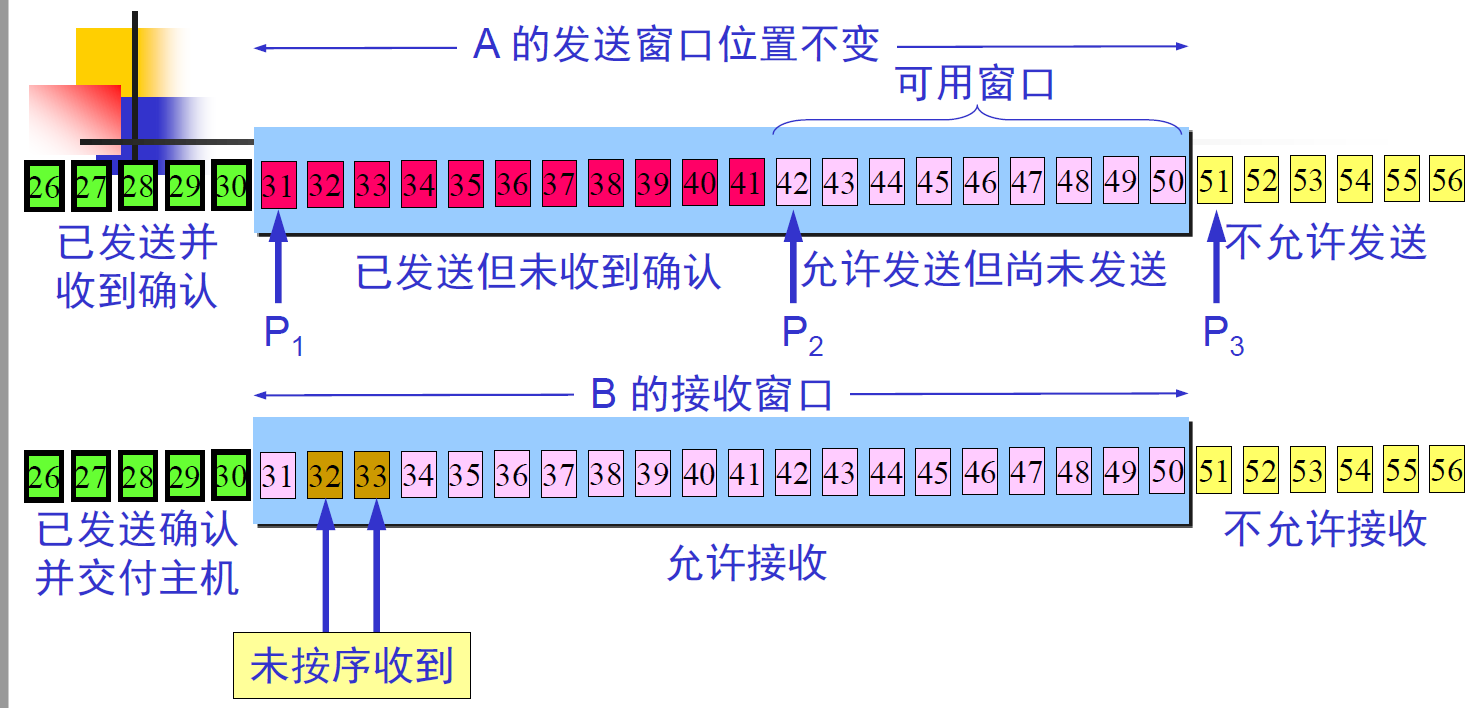 A 的发送窗口位置不变
可用窗口
26 27 28 29 30 31 32 33 34 35 36 37 38 39 40 41 42 43 44 45 46 47 48 49 50 51 52 53 54 55 56
已发送并
收到确认
已发送但未收到确认
允许发送但尚未发送
不允许发送
P1
P2
P3
B 的接收窗口
26 27 28 29 30 31 32 33 34 35 36 37 38 39 40 41 42 43 44 45 46 47 48 49 50 51 52 53 54 55 56
已发送确认
并交付主机
允许接收
不允许接收
未按序收到